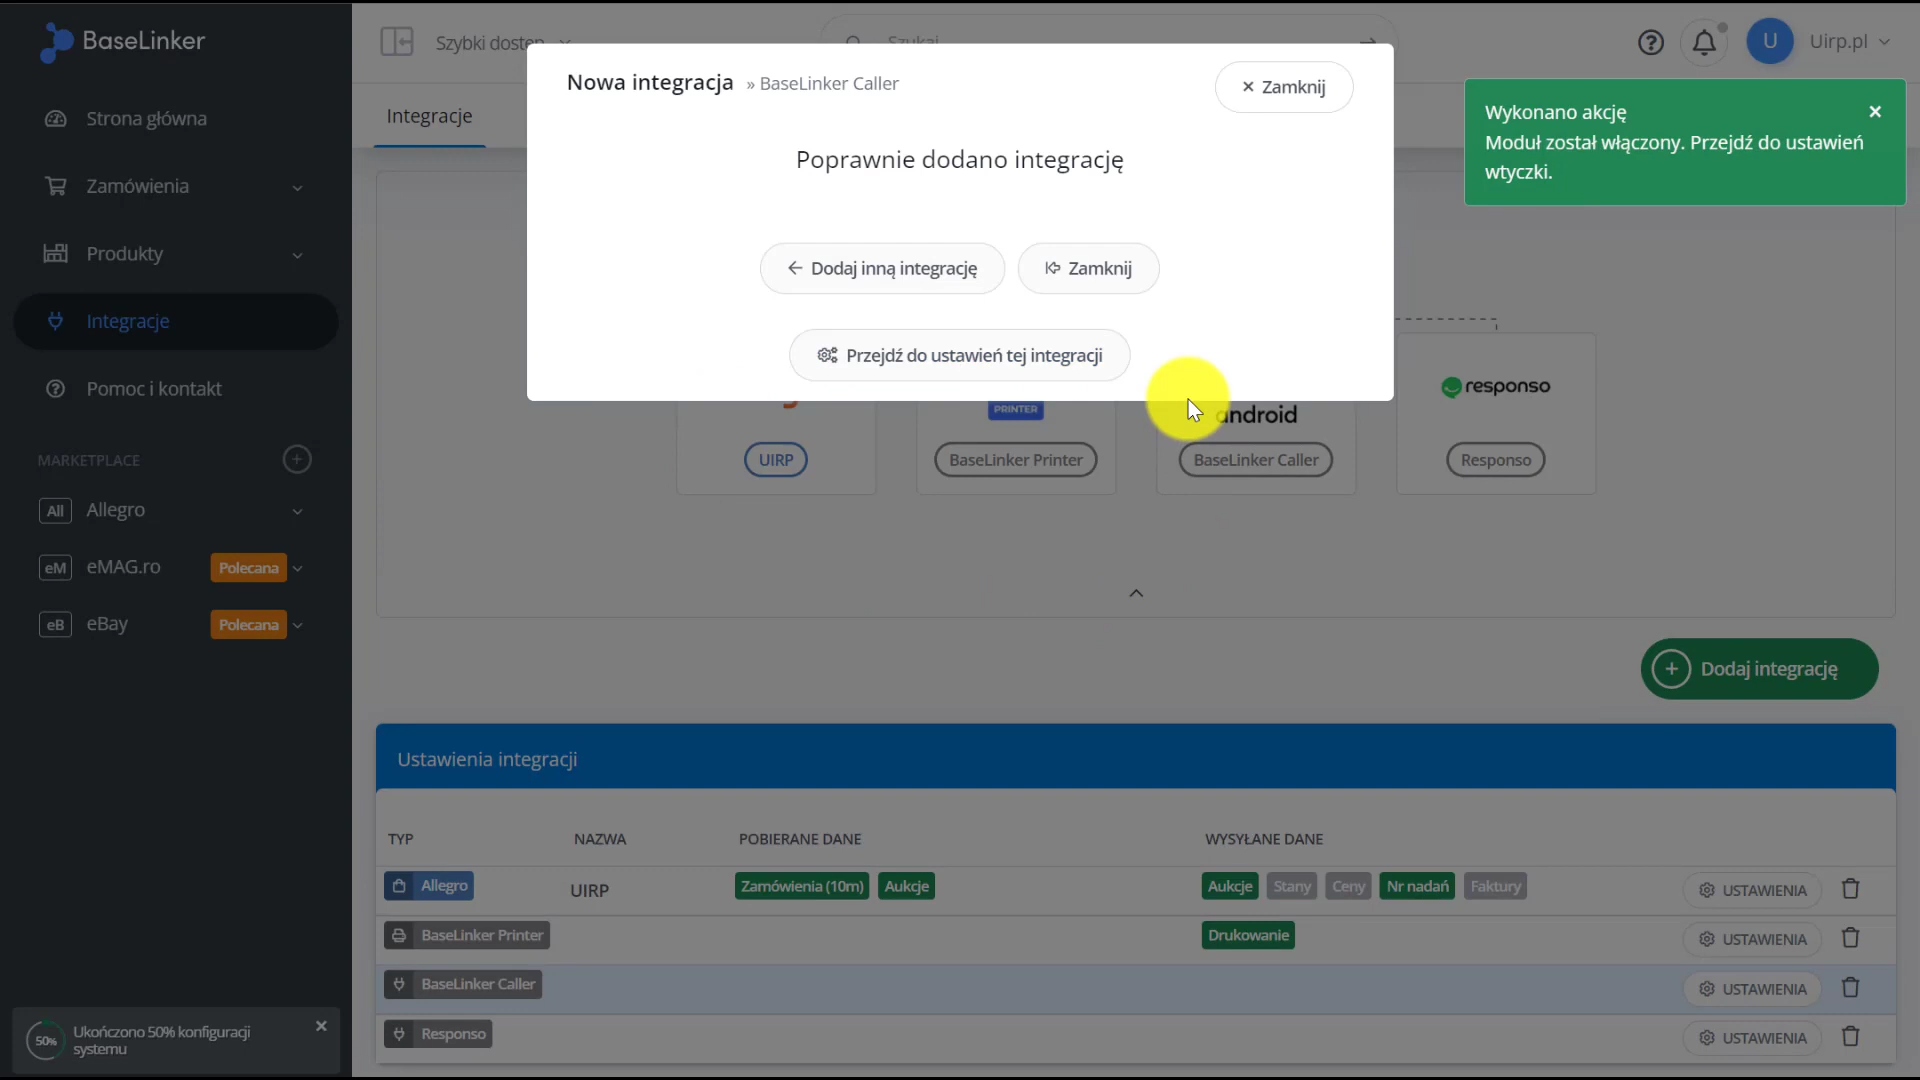 BaseLinker
Szybki dostęp
Szukaj
Uirp.pl
U
Strona główna
Zamówienia
Produkty
Integracje
Pomoc i kontakt
MARKETPLACE
All Allegro
eM eMAG.ro Polecana
eB eBay Polecana
50% Ukończono 50% konfiguracji
systemu
Integracje
Nowa integracja » BaseLinker Caller
× Zamknij
Poprawnie dodano integrację
Dodaj inną integrację
Zamknij
Przejdź do ustawień tej integracji
Wykonano akcję
Moduł został włączony. Przejdź do ustawień
wtyczki.
PRINTER
android
responso
UIRP
BaseLinker Printer
BaseLinker Caller
Responso
Dodaj integrację
Ustawienia integracji
TYP NAZWA POBIERANE DANE WYSYŁANE DANE
Allegro UIRP Zamówienia (10m) Aukcje Aukcje Stany Ceny Nr nadań Faktury USTAWIENIA
BaseLinker Printer Drukowanie USTAWIENIA
BaseLinker Caller USTAWIENIA
Responso USTAWIENIA